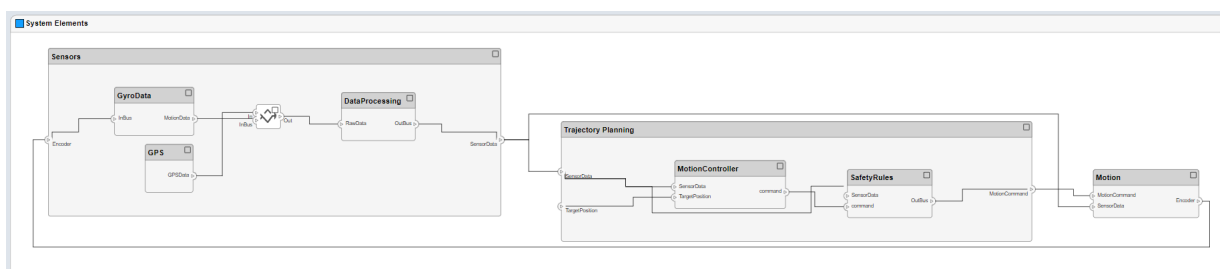 System Elements
Sensors
GyroData
InBus
MotionData
GPS
GPSData
In
InBus
Out
DataProcessing
RawData
OutBus
Encoder
SensorData
Trajectory Planning
SensorData
TargetPosition
MotionController
SensorData
TargetPosition
command
SafetyRules
SensorData
command
OutBus
MotionCommand
Motion
MotionCommand
SensorData
Encoder